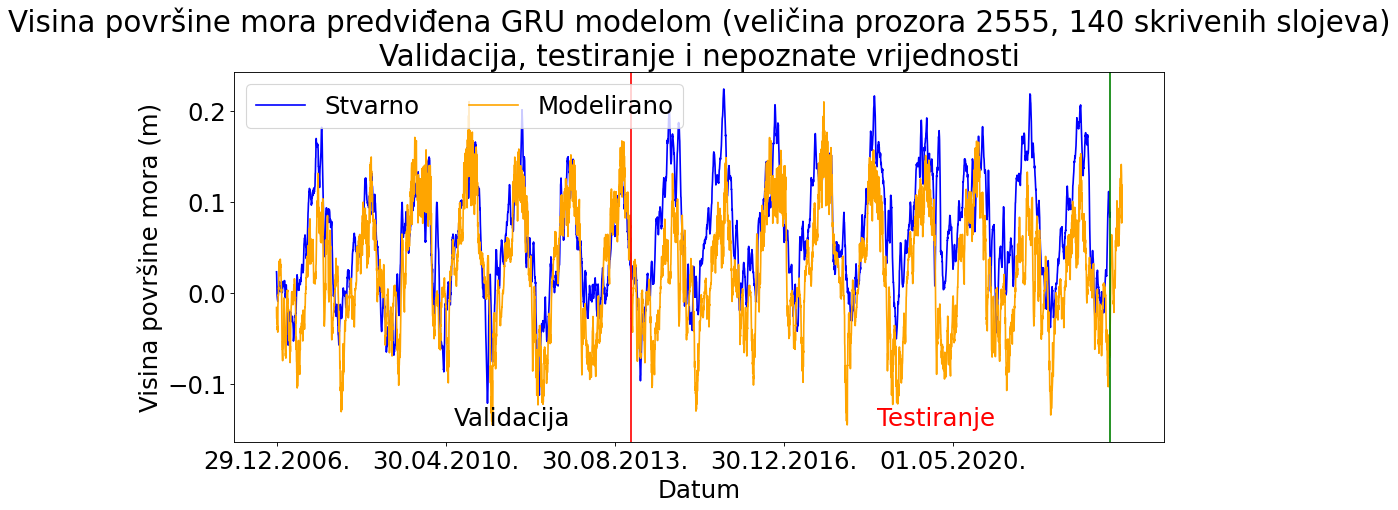 Visina površine mora predviđena GRU modelom (veličina prozora 2555, 140 skrivenih slojeva)
Validacija, testiranje i nepoznate vrijednosti
Stvarno
Modelirano
Visina površine mora (m)
0.2
0.1
0.0
−0.1
Validacija
Testiranje
29.12.2006.
30.04.2010.
30.08.2013.
30.12.2016.
01.05.2020.
Datum